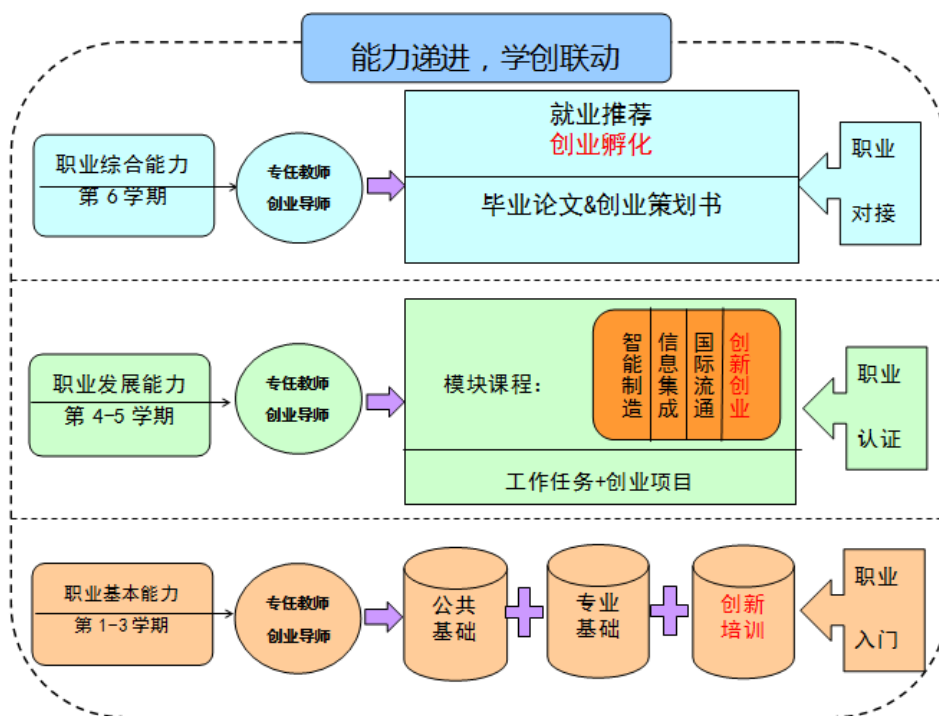 能力递进，学创联动
职业综合能力
第 6 学期
专任教师
创业导师
就业推荐
创业孵化
毕业论文&创业策划书
职业
对接
职业发展能力
第 4-5 学期
专任教师
创业导师
模块课程：
智能制造
信息集成
国际流通
创新创业
工作任务+创业项目
职业
认证
职业基本能力
第 1-3 学期
专任教师
创业导师
公共
基础
专业
基础
创新
培训
职业
入门